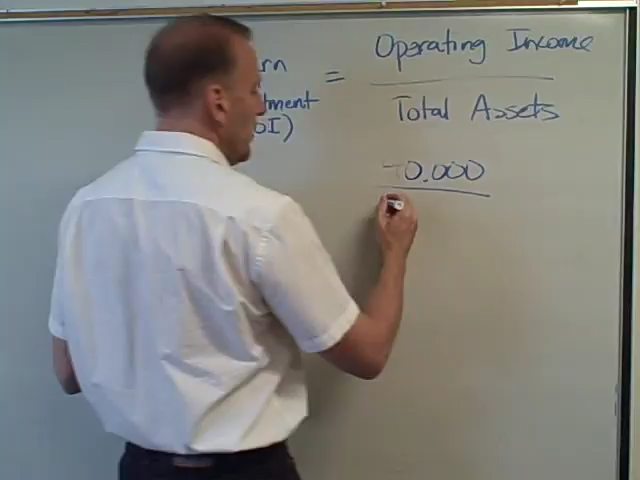 rn
tment
oI)
=
Operating Income
Total Assets
0.000